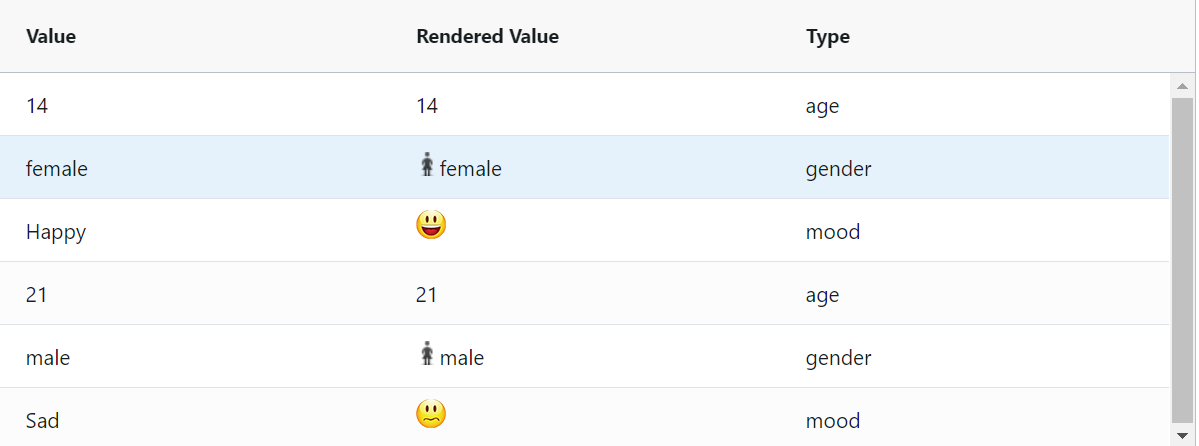 Value Rendered Value Type
14 14 age
female female gender
Happy mood
21 21 age
male male gender
Sad mood